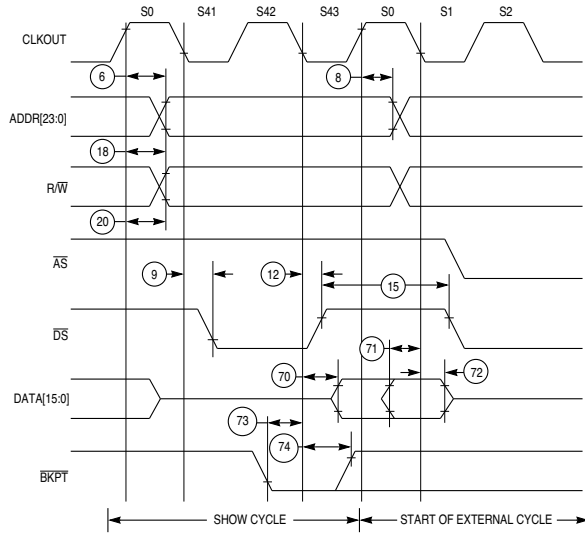 S0 S41 S42 S43 S0 S1 S2
CLKOUT
6 8
ADDR[23:0]
18
R/W
20
AS
9 12 15
DS
71
70 72
DATA[15:0]
73
74
BKPT
SHOW CYCLE START OF EXTERNAL CYCLE